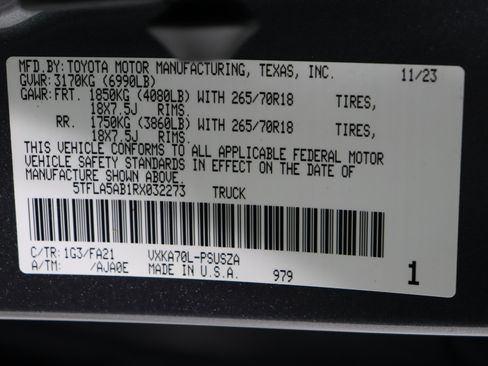 MFD.BY: TOYOTA MOTOR MANUFACTURING, TEXAS, INC. 11/23
GVWR: 3170KG (6990LB)
GAWR: FRT. 1850KG (4080LB) WITH 265/70R18 TIRES,
18X7.5J RIMS.
RR. 1750KG (3860LB) WITH 265/70R18 TIRES,
18X7.5J RIMS.
THIS VEHICLE CONFORMS TO ALL APPLICABLE FEDERAL MOTOR
VEHICLE SAFETY STANDARDS IN EFFECT ON THE DATE OF
MANUFACTURE SHOWN ABOVE.
5TFLA5AB1RX032273 TRUCK
C/TR: 1G3/FA21 VXKA70L-PSUSZA
A/TM: /AJA0E MADE IN U.S.A. 979 1